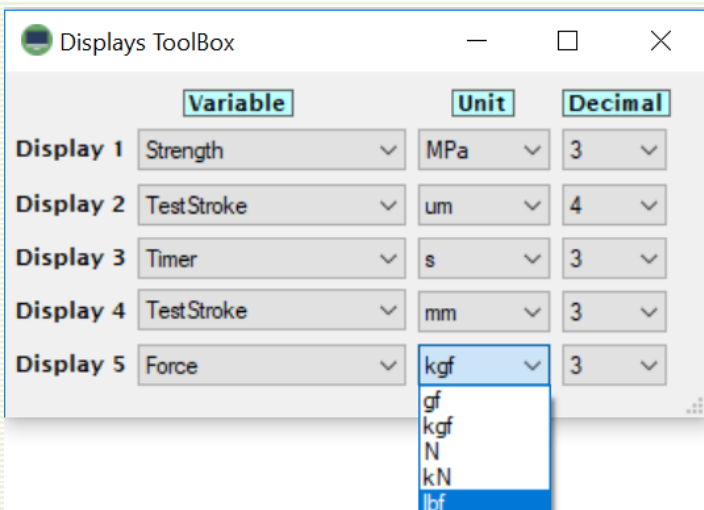 Displays ToolBox
Variable Unit Decimal
Display 1 Strength MPa 3
Display 2 TestStroke um 4
Display 3 Timer s 3
Display 4 TestStroke mm 3
Display 5 Force kgf 3
gf
kgf
N
kN
lbf